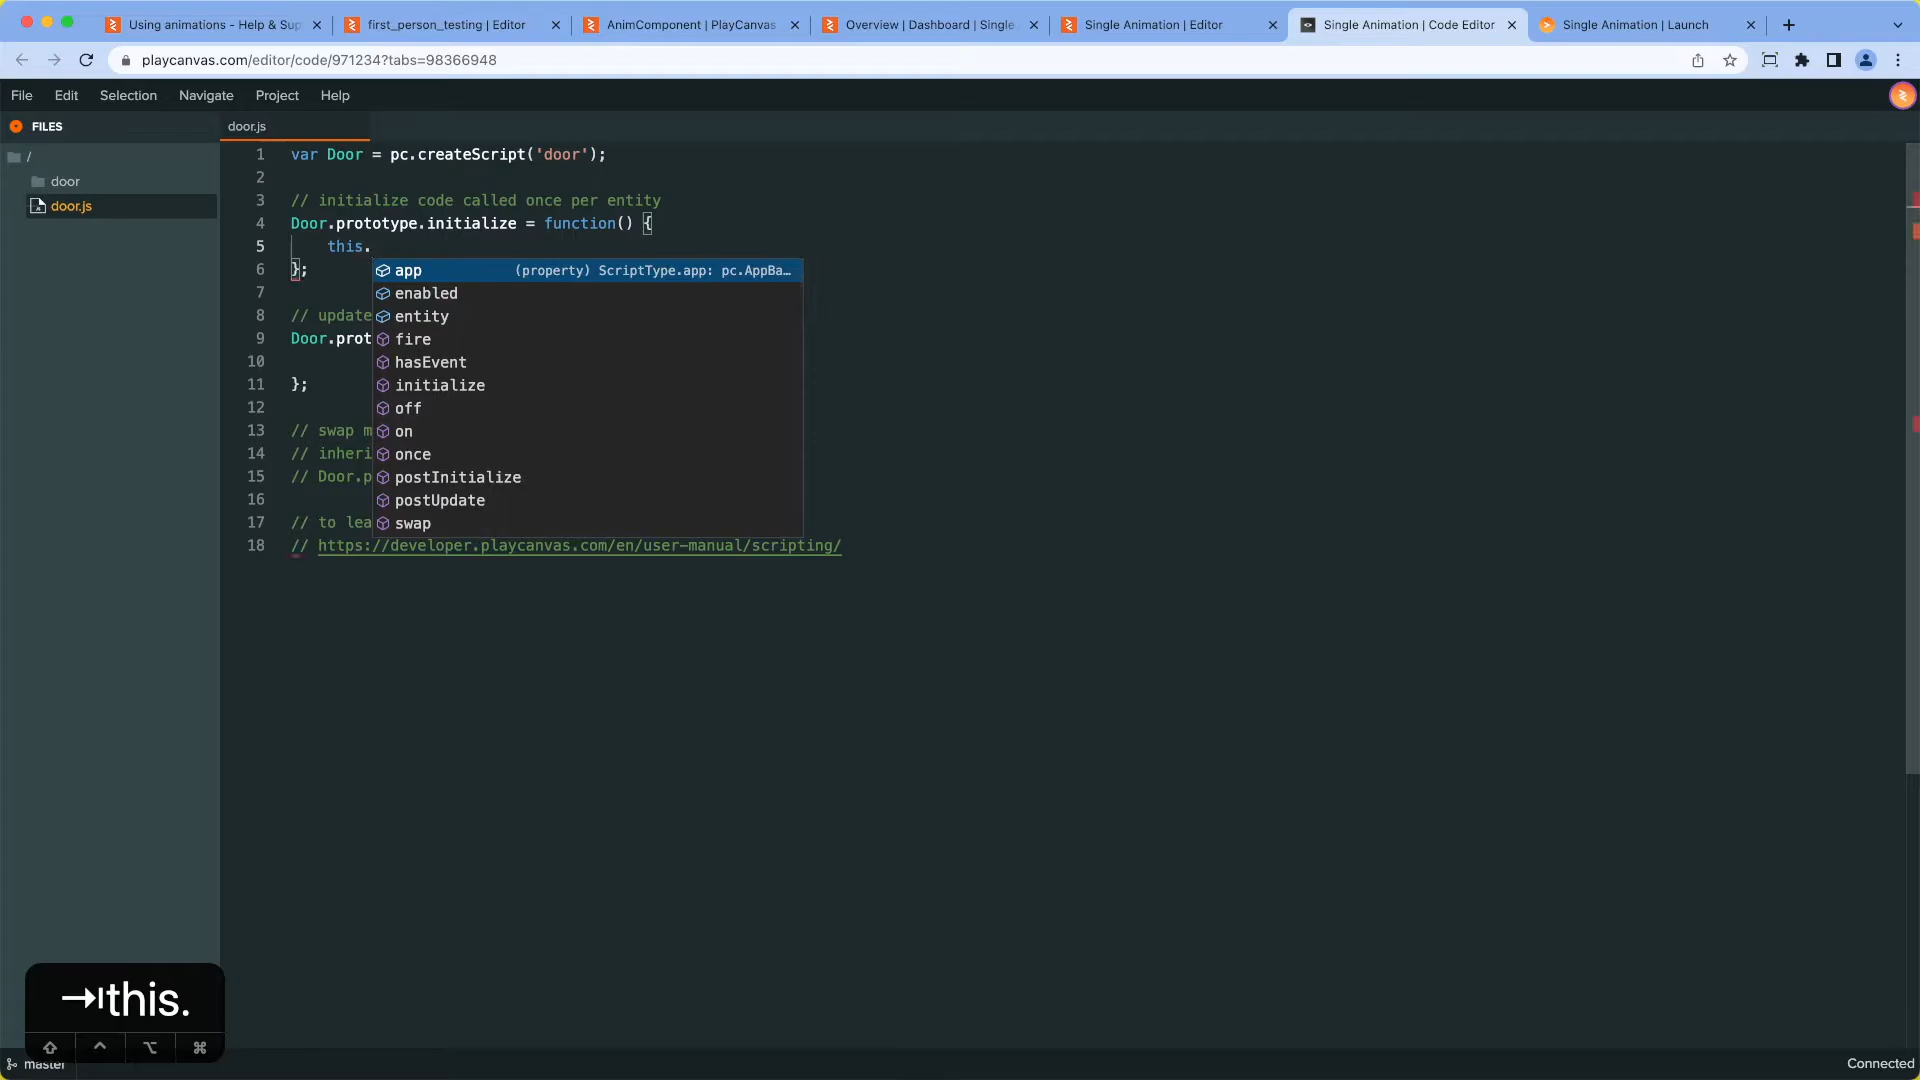 Using animations - Help & Sup
first_person_testing | Editor
AnimComponent | PlayCanvas
Overview | Dashboard | Single
Single Animation | Editor
Single Animation | Code Editor
Single Animation | Launch
playcanvas.com/editor/code/971234?tabs=98366948
File Edit Selection Navigate Project Help
FILES
/
door
door.js
door.js
1 var Door = pc.createScript('door');
2
3 // initialize code called once per entity
4 Door.prototype.initialize = function() {
5 this.
6 };
7
8 // update
9 Door.prot
10
11 };
12
13 // swap m
14 // inheri
15 // Door.p
16
17 // to lea
18 // https://developer.playcanvas.com/en/user-manual/scripting/
app (property) ScriptType.app: pc.AppBa…
enabled
entity
fire
hasEvent
initialize
off
on
once
postInitialize
postUpdate
swap
⇥this.
master
Connected